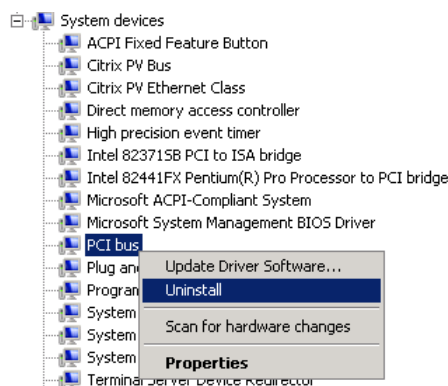 System devices
ACPI Fixed Feature Button
Citrix PV Bus
Citrix PV Ethernet Class
Direct memory access controller
High precision event timer
Intel 82371SB PCI to ISA bridge
Intel 82441FX Pentium(R) Pro Processor to PCI bridge
Microsoft ACPI-Compliant System
Microsoft System Management BIOS Driver
PCI bus
Plug
Update Driver Software...
Uninstall
System
Scan for hardware changes
System
System
Properties
Terminal Server Device Redirector